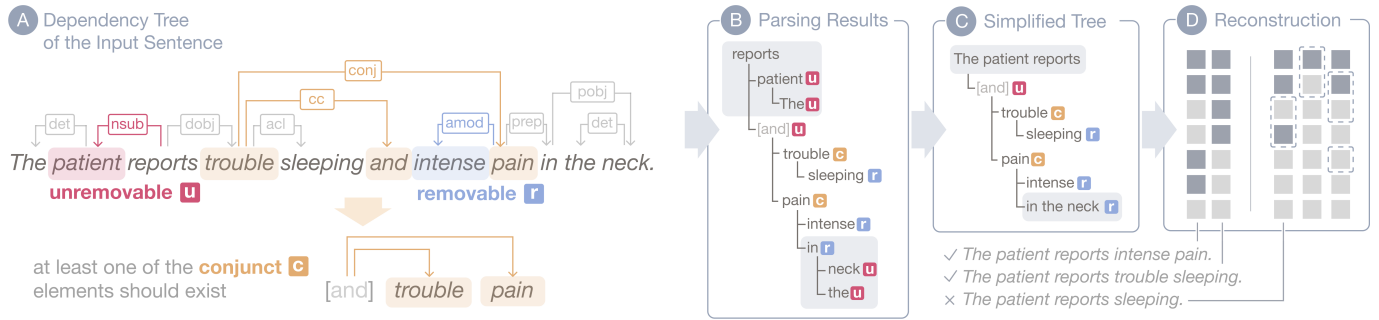 A Dependency Tree
of the Input Sentence
conj
cc
pobj
det
nsub
dobj
acl
amod
prep
det
The patient reports trouble sleeping and intense pain in the neck.
unremovable u
removable r
at least one of the conjunct c
elements should exist
[and] trouble pain
B Parsing Results
reports
patient u
The u
[and] u
trouble c
sleeping r
pain c
intense r
in r
neck u
the u
C Simplified Tree
The patient reports
[and] u
trouble c
sleeping r
pain c
intense r
in the neck r
D Reconstruction
✓ The patient reports intense pain.
✓ The patient reports trouble sleeping.
× The patient reports sleeping.